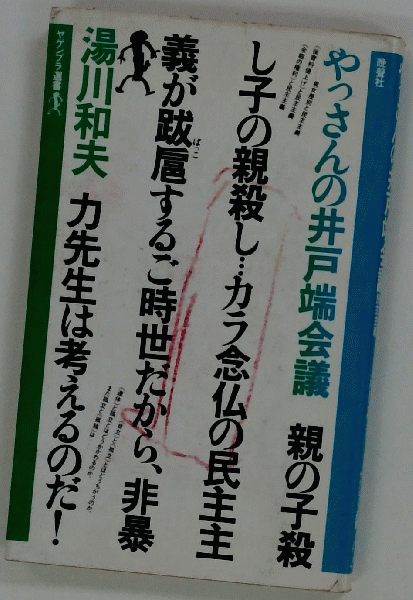 晩聲社
やっさんの井戸端会議 親の子殺
し子の親殺し…カラ念仏の民主主
義が跋扈するご時世だから、非暴
ばっこ
湯川和夫 力先生は考えるのだ!
ヤゲンブラ選書